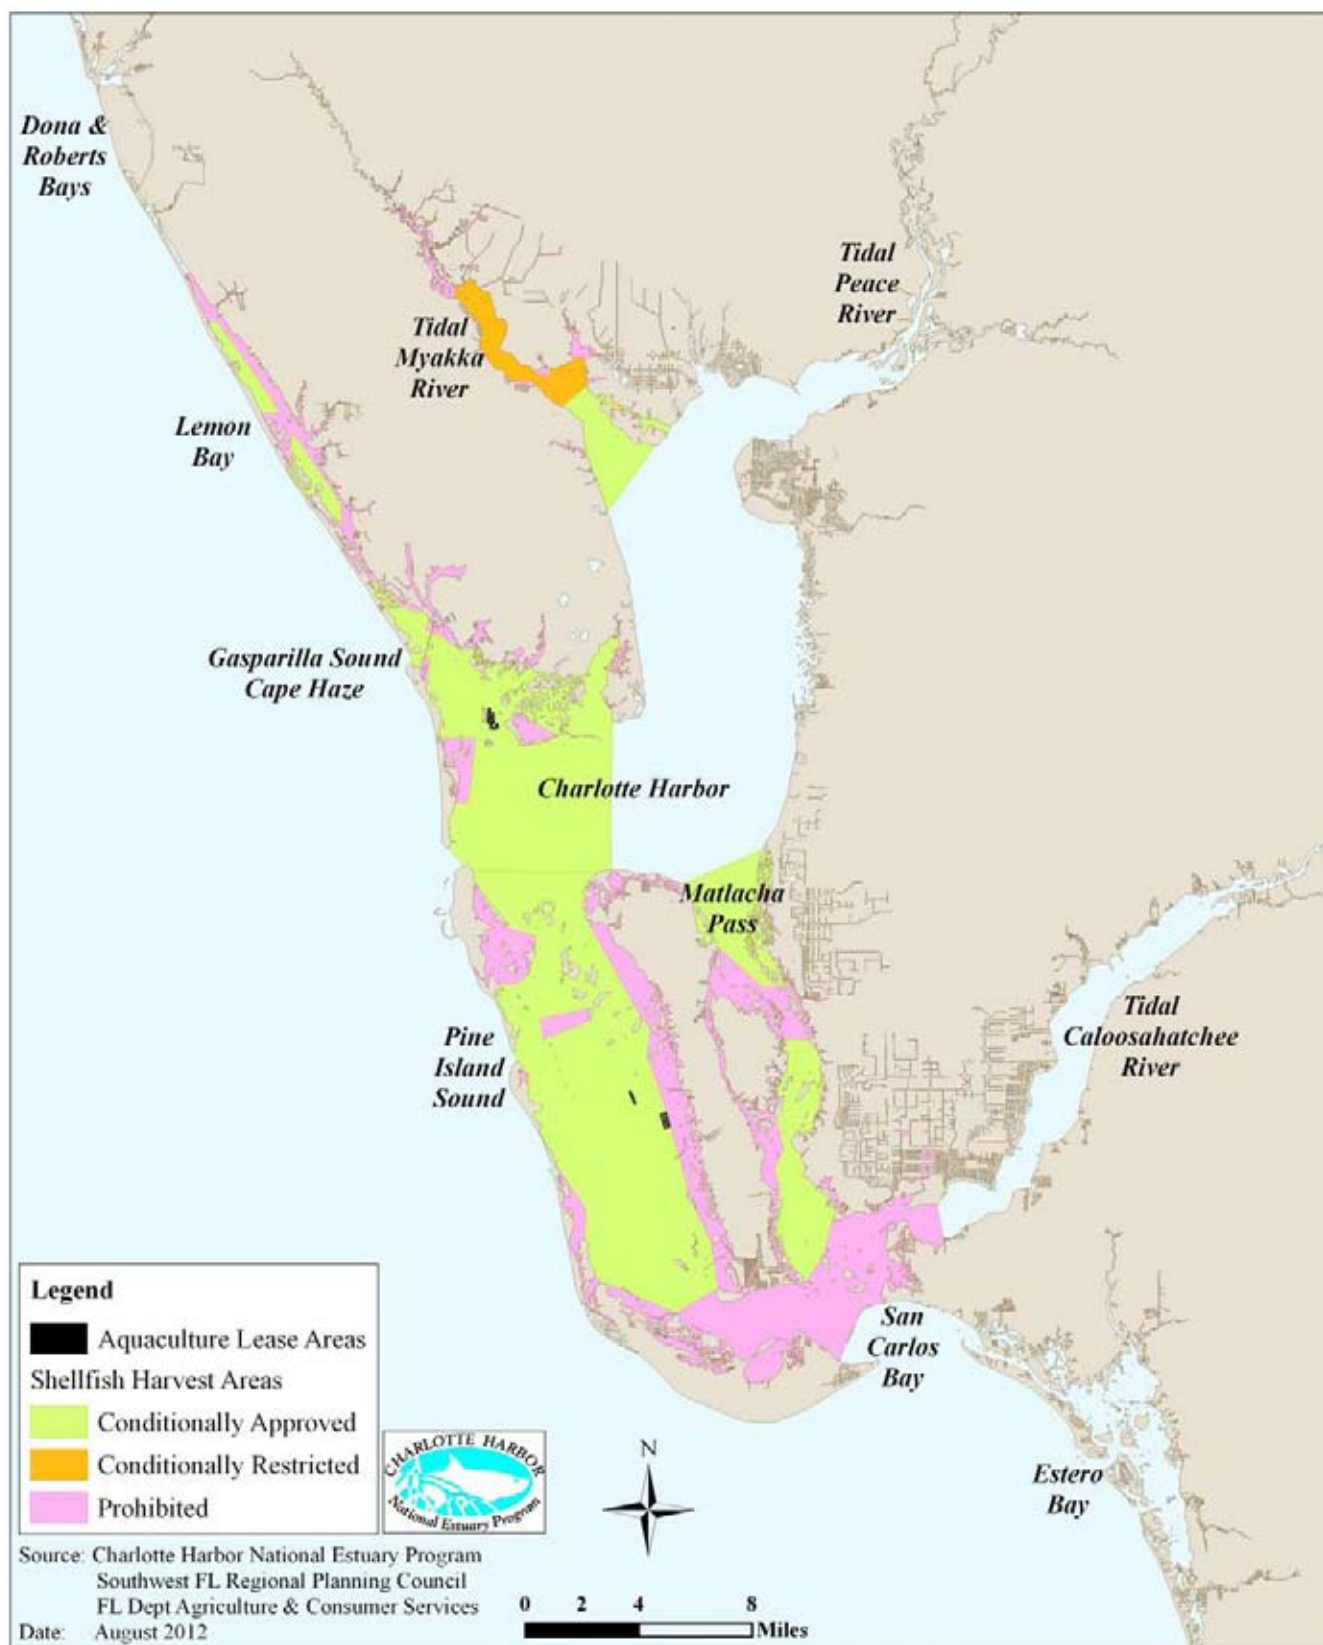 Dona &
Roberts
Bays
Tidal
Peace
River
Tidal
Myakka
River
Lemon
Bay
Gasparilla Sound
Cape Haze
Charlotte Harbor
Matlacha
Pass
Pine
Island
Sound
Tidal
Caloosahatchee
River
San
Carlos
Bay
Estero
Bay
Legend
Aquaculture Lease Areas
Shellfish Harvest Areas
Conditionally Approved
Conditionally Restricted
Prohibited
CHARLOTTE HARBOR
National Estuary Program
N
Source: Charlotte Harbor National Estuary Program
Southwest FL Regional Planning Council
FL Dept Agriculture & Consumer Services
Date: August 2012
0 2 4 8
Miles